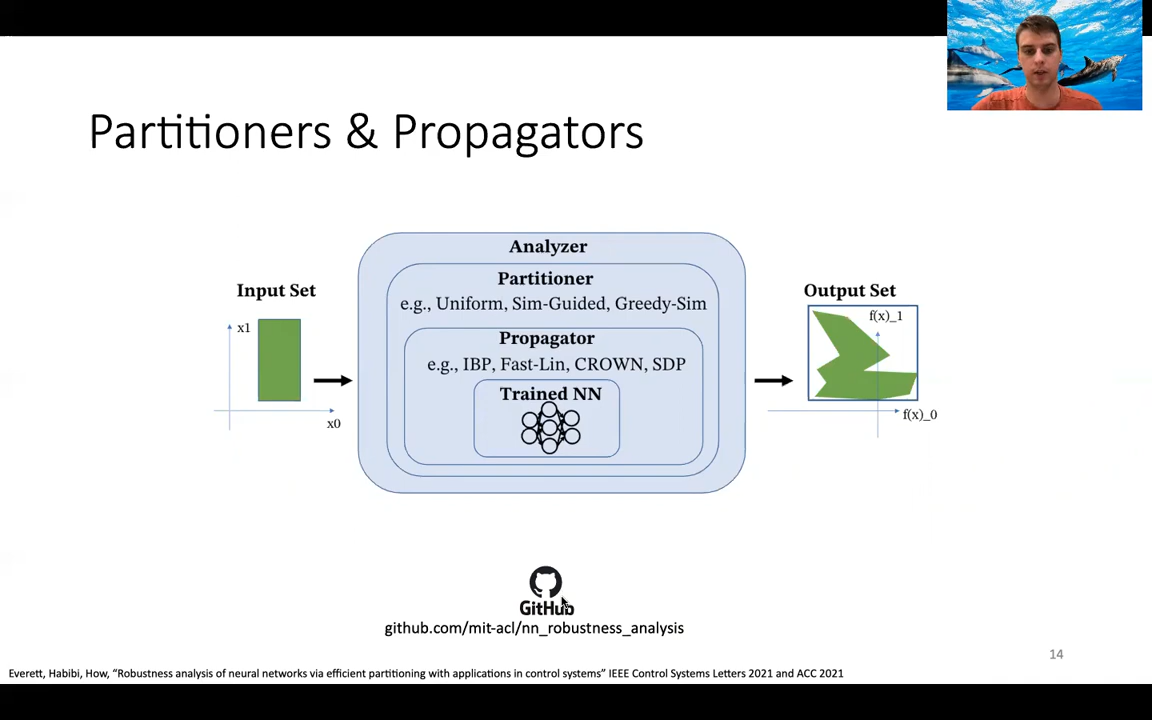 Partitioners & Propagators
Analyzer
Partitioner
e.g., Uniform, Sim-Guided, Greedy-Sim
Propagator
e.g., IBP, Fast-Lin, CROWN, SDP
Trained NN
Input Set
x1
x0
Output Set
f(x)_1
f(x)_0
GitHub
github.com/mit-acl/nn_robustness_analysis
14
Everett, Habibi, How, “Robustness analysis of neural networks via efficient partitioning with applications in control systems” IEEE Control Systems Letters 2021 and ACC 2021